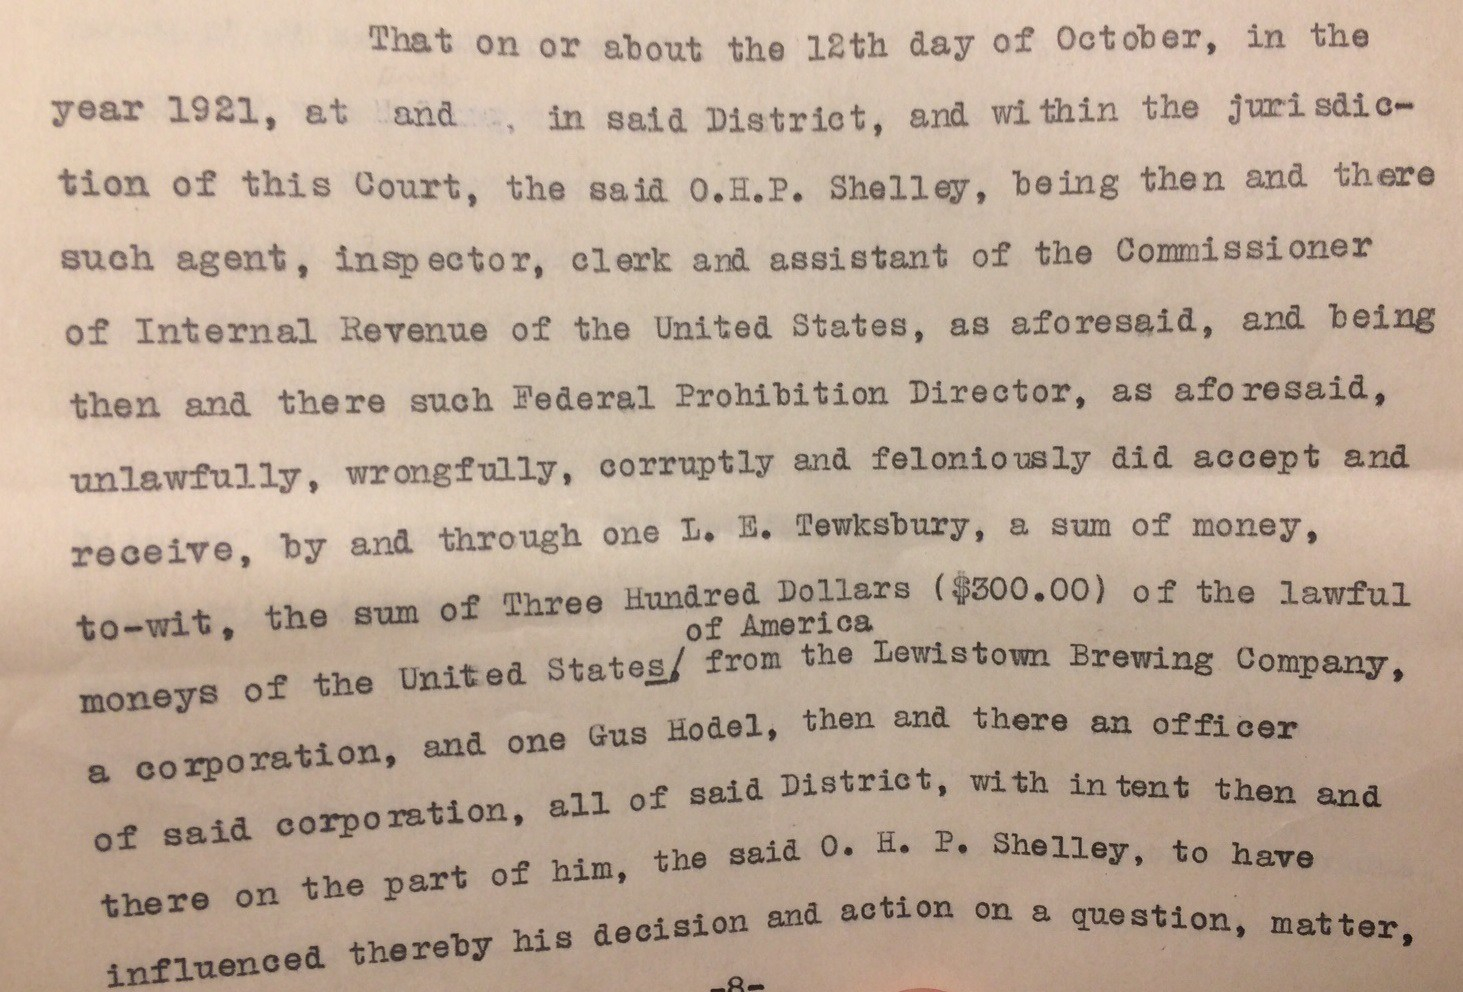 That on or about the 12th day of October, in the
year 1921, at and , in said District, and within the jurisdic-
tion of this Court, the said O.H.P. Shelley, being then and there
such agent, inspector, clerk and assistant of the Commissioner
of Internal Revenue of the United States, as aforesaid, and being
then and there such Federal Prohibition Director, as aforesaid,
unlawfully, wrongfully, corruptly and feloniously did accept and
receive, by and through one L. E. Tewksbury, a sum of money,
to-wit, the sum of Three Hundred Dollars ($300.00) of the lawful
of America
moneys of the United States/ from the Lewistown Brewing Company,
a corporation, and one Gus Hodel, then and there an officer
of said corporation, all of said District, with intent then and
there on the part of him, the said O. H. P. Shelley, to have
influenced thereby his decision and action on a question, matter,
-8-